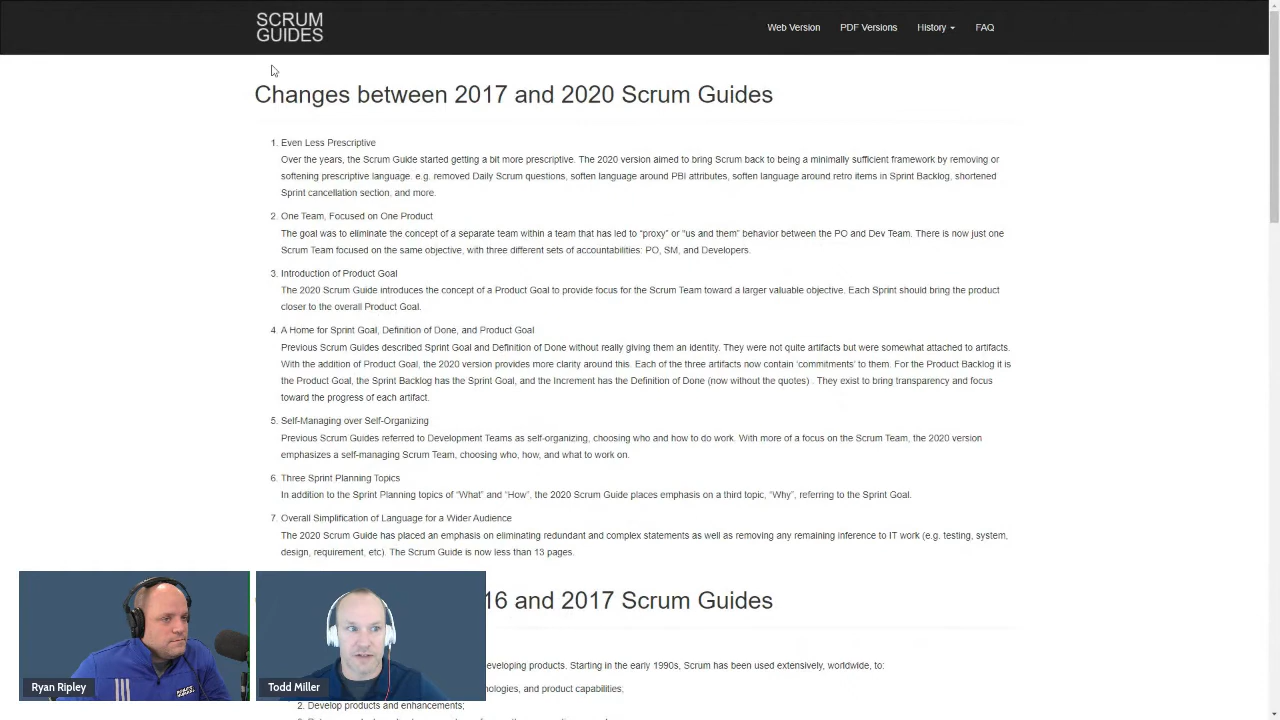 SCRUM
GUIDES
Web Version
PDF Versions
History
FAQ
Changes between 2017 and 2020 Scrum Guides
1. Even Less Prescriptive
Over the years, the Scrum Guide started getting a bit more prescriptive. The 2020 version aimed to bring Scrum back to being a minimally sufficient framework by removing or
softening prescriptive language. e.g. removed Daily Scrum questions, soften language around PBI attributes, soften language around retro items in Sprint Backlog, shortened
Sprint cancellation section, and more.
2. One Team, Focused on One Product
The goal was to eliminate the concept of a separate team within a team that has led to “proxy” or “us and them” behavior between the PO and Dev Team. There is now just one
Scrum Team focused on the same objective, with three different sets of accountabilities: PO, SM, and Developers.
3. Introduction of Product Goal
The 2020 Scrum Guide introduces the concept of a Product Goal to provide focus for the Scrum Team toward a larger valuable objective. Each Sprint should bring the product
closer to the overall Product Goal.
4. A Home for Sprint Goal, Definition of Done, and Product Goal
Previous Scrum Guides described Sprint Goal and Definition of Done without really giving them an identity. They were not quite artifacts but were somewhat attached to artifacts.
With the addition of Product Goal, the 2020 version provides more clarity around this. Each of the three artifacts now contain ‘commitments’ to them. For the Product Backlog it is
the Product Goal, the Sprint Backlog has the Sprint Goal, and the Increment has the Definition of Done (now without the quotes) . They exist to bring transparency and focus
toward the progress of each artifact.
5. Self-Managing over Self-Organizing
Previous Scrum Guides referred to Development Teams as self-organizing, choosing who and how to do work. With more of a focus on the Scrum Team, the 2020 version
emphasizes a self-managing Scrum Team, choosing who, how, and what to work on.
6. Three Sprint Planning Topics
In addition to the Sprint Planning topics of “What” and “How”, the 2020 Scrum Guide places emphasis on a third topic, “Why”, referring to the Sprint Goal.
7. Overall Simplification of Language for a Wider Audience
The 2020 Scrum Guide has placed an emphasis on eliminating redundant and complex statements as well as removing any remaining inference to IT work (e.g. testing, system,
design, requirement, etc). The Scrum Guide is now less than 13 pages.
16 and 2017 Scrum Guides
developing products. Starting in the early 1990s, Scrum has been used extensively, worldwide, to:
nologies, and product capabilities;
2. Develop products and enhancements;
Ryan Ripley
Todd Miller